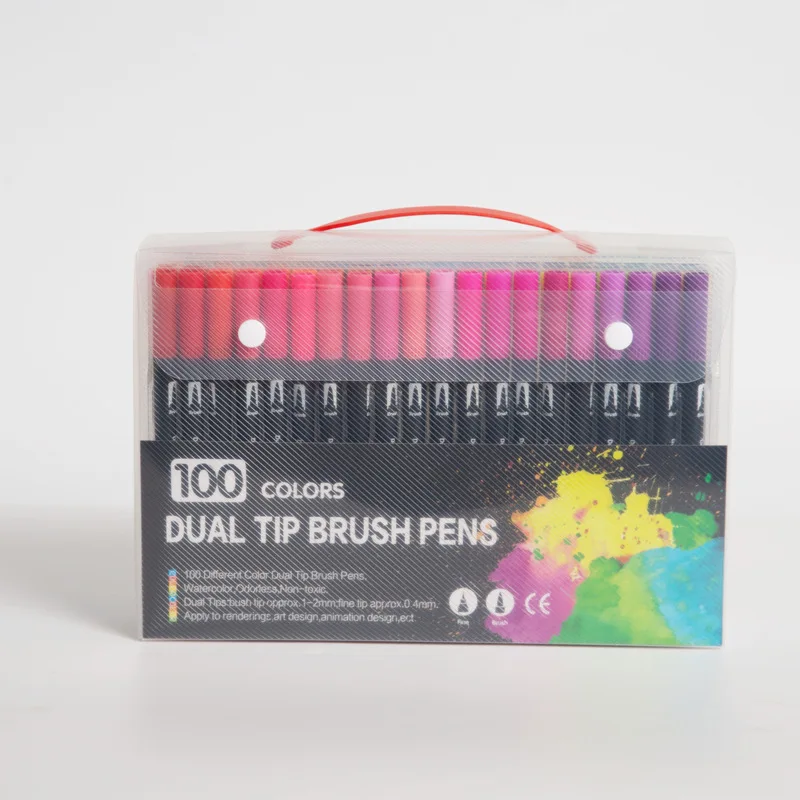 100 COLORS
DUAL TIP BRUSH PENS
100 Different Color Dual Tip Brush Pens.
Watercolor,Odorless,Non-toxic.
Dual Tips:bush tip approx.1-2mm;fine tip approx.0.4mm.
Apply to renderings,art design,animation design,ect
Fine
Brush
CE